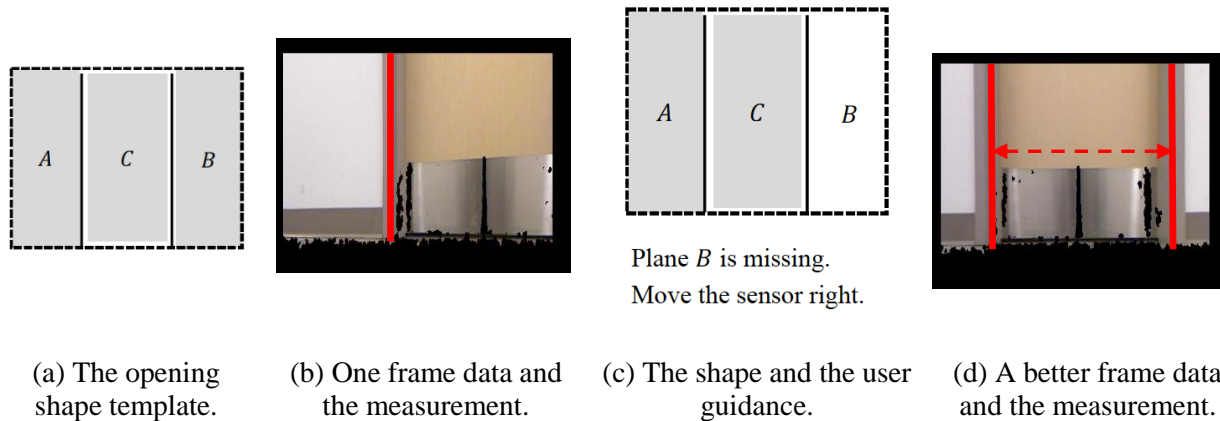 A C B
A C B
Plane B is missing.
Move the sensor right.
(a) The opening
shape template.
(b) One frame data and
the measurement.
(c) The shape and the user
guidance.
(d) A better frame data
and the measurement.